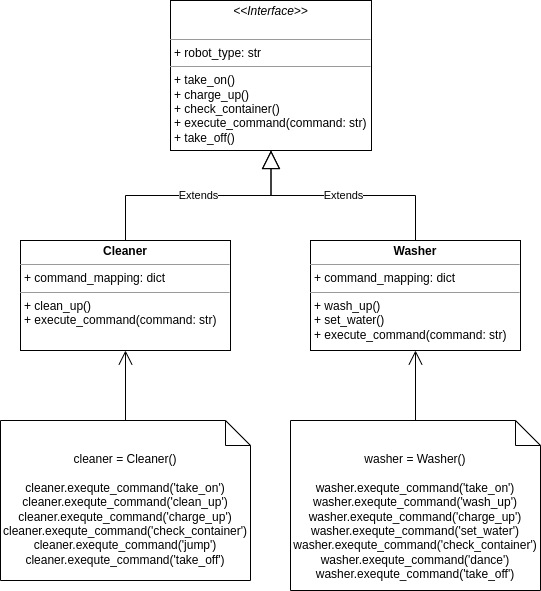 <<Interface>>
+ robot_type: str
+ take_on()
+ charge_up()
+ check_container()
+ execute_command(command: str)
+ take_off()
Extends
Extends
Cleaner
+ command_mapping: dict
+ clean_up()
+ execute_command(command: str)
Washer
+ command_mapping: dict
+ wash_up()
+ set_water()
+ execute_command(command: str)
cleaner = Cleaner()
cleaner.exequte_command('take_on')
cleaner.exequte_command('clean_up')
cleaner.exequte_command('charge_up')
cleaner.exequte_command('check_container')
cleaner.exequte_command('jump')
cleaner.exequte_command('take_off')
washer = Washer()
washer.exequte_command('take_on')
washer.exequte_command('wash_up')
washer.exequte_command('charge_up')
washer.exequte_command('set_water')
washer.exequte_command('check_container')
washer.exequte_command('dance')
washer.exequte_command('take_off')